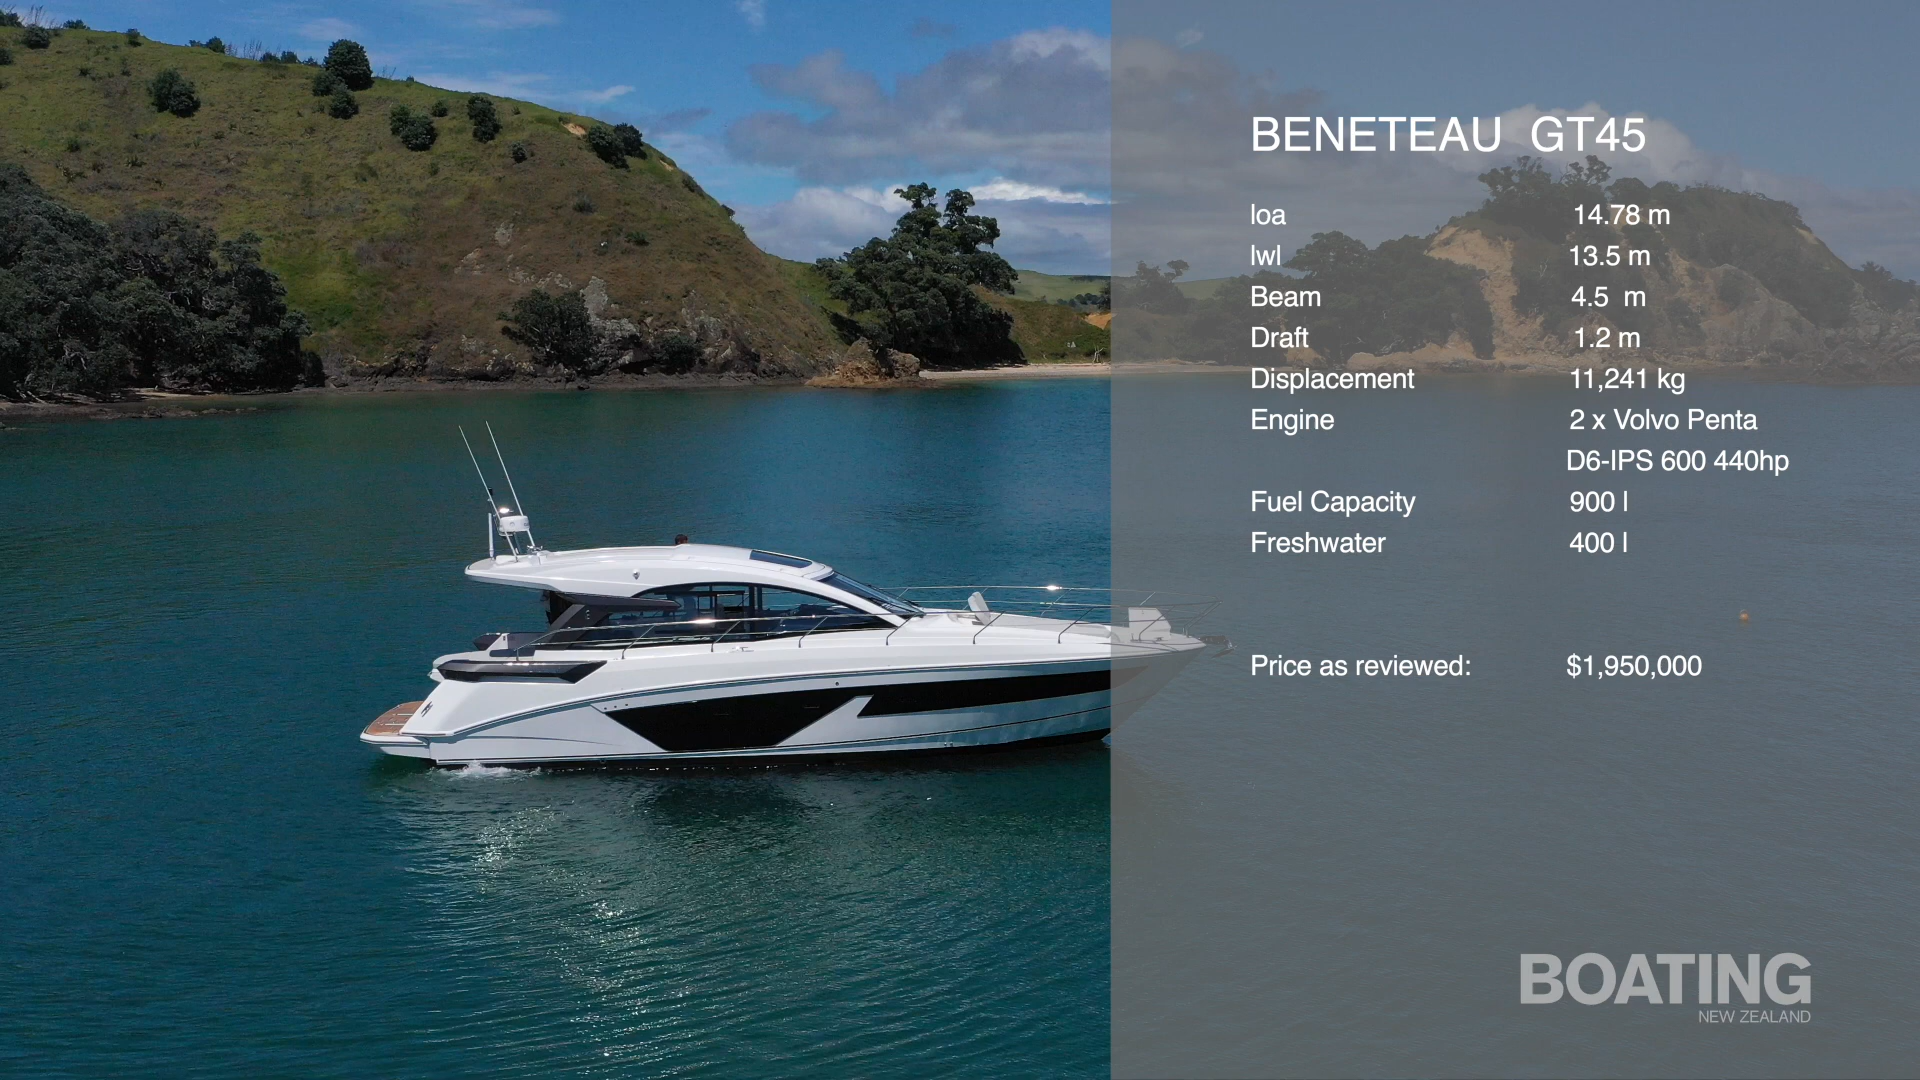 BENETEAU GT45
loa 14.78 m
lwl 13.5 m
Beam 4.5 m
Draft 1.2 m
Displacement 11,241 kg
Engine 2 x Volvo Penta
D6-IPS 600 440hp
Fuel Capacity 900 l
Freshwater 400 l
Price as reviewed: $1,950,000
BOATING
NEW ZEALAND